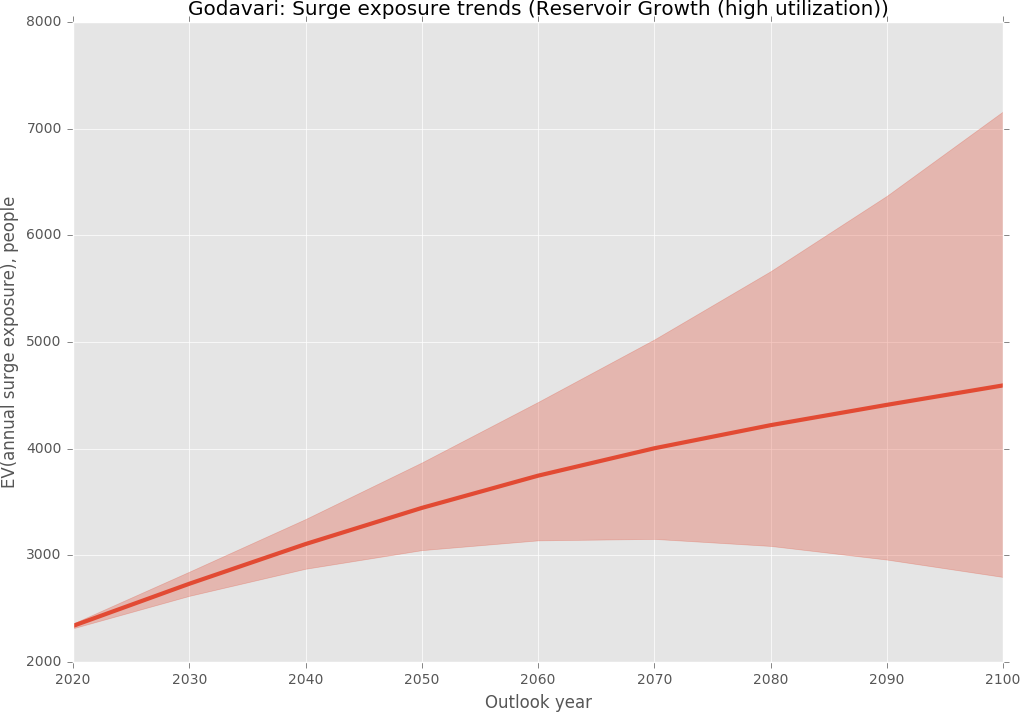 Godavari: Surge exposure trends (Reservoir Growth (high utilization))
8000
7000
6000
5000
4000
3000
2000
EV(annual surge exposure), people
2020 2030 2040 2050 2060 2070 2080 2090 2100
Outlook year